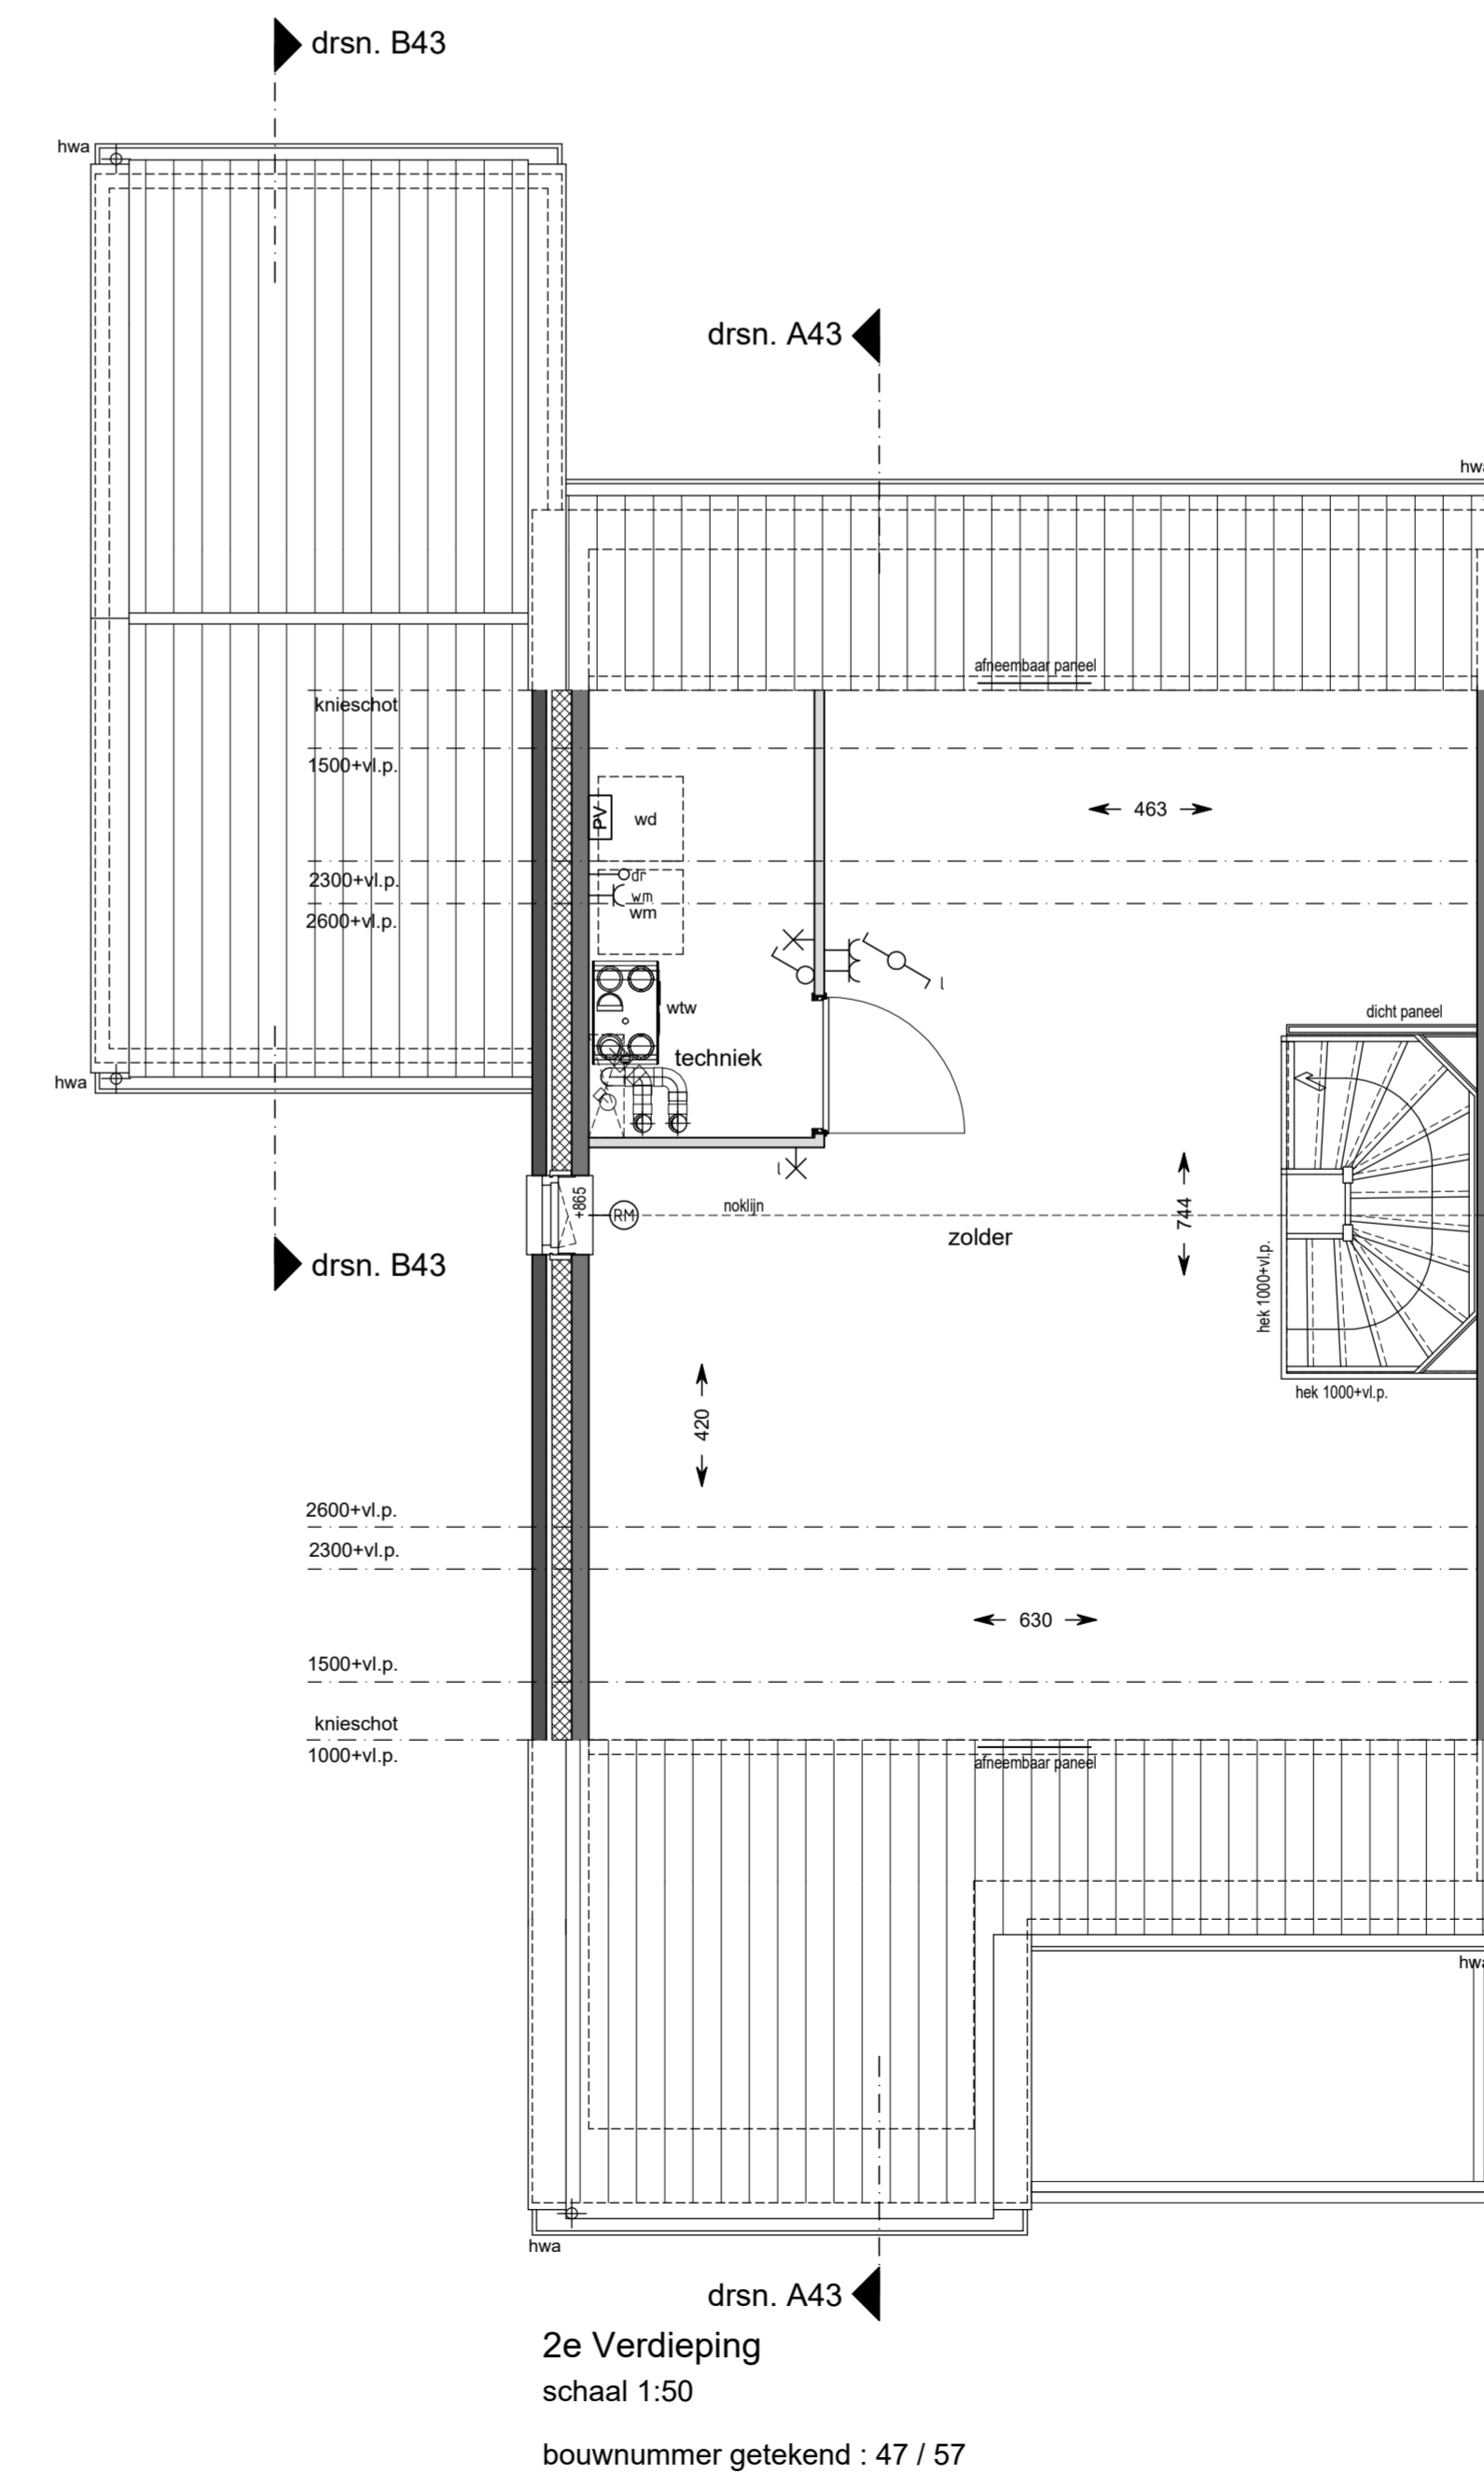 drsn. B43
hwa
drsn. A43
hwa
afneembaar paneel
knieschot
1500+vl.p.
463
PV
wd
2300+vl.p.
dr
wm
wm
2600+vl.p.
l
wtw
dicht paneel
techniek
hwa
l
+865
RM
noklijn
744
zolder
drsn. B43
hek 1000+vl.p.
hek 1000+vl.p.
420
2600+vl.p.
2300+vl.p.
630
1500+vl.p.
knieschot
1000+vl.p.
afneembaar paneel
hwa
hwa
drsn. A43
2e Verdieping
schaal 1:50
bouwnummer getekend : 47 / 57